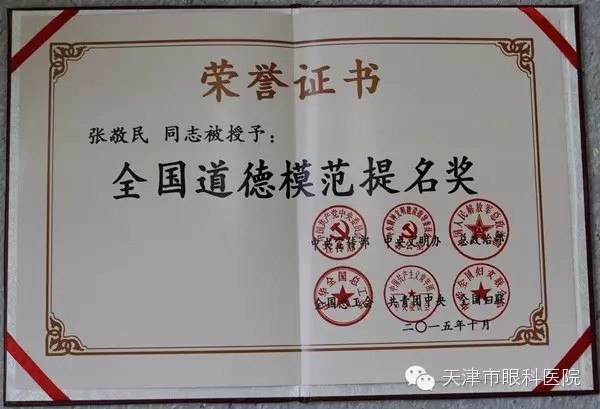 荣誉证书
张敬民 同志被授予：
全国道德模范提名奖
中央宣传部 中央文明办 总政治部
全国总工会 共青团中央 全国妇联
二〇一五年十月
天津市眼科医院